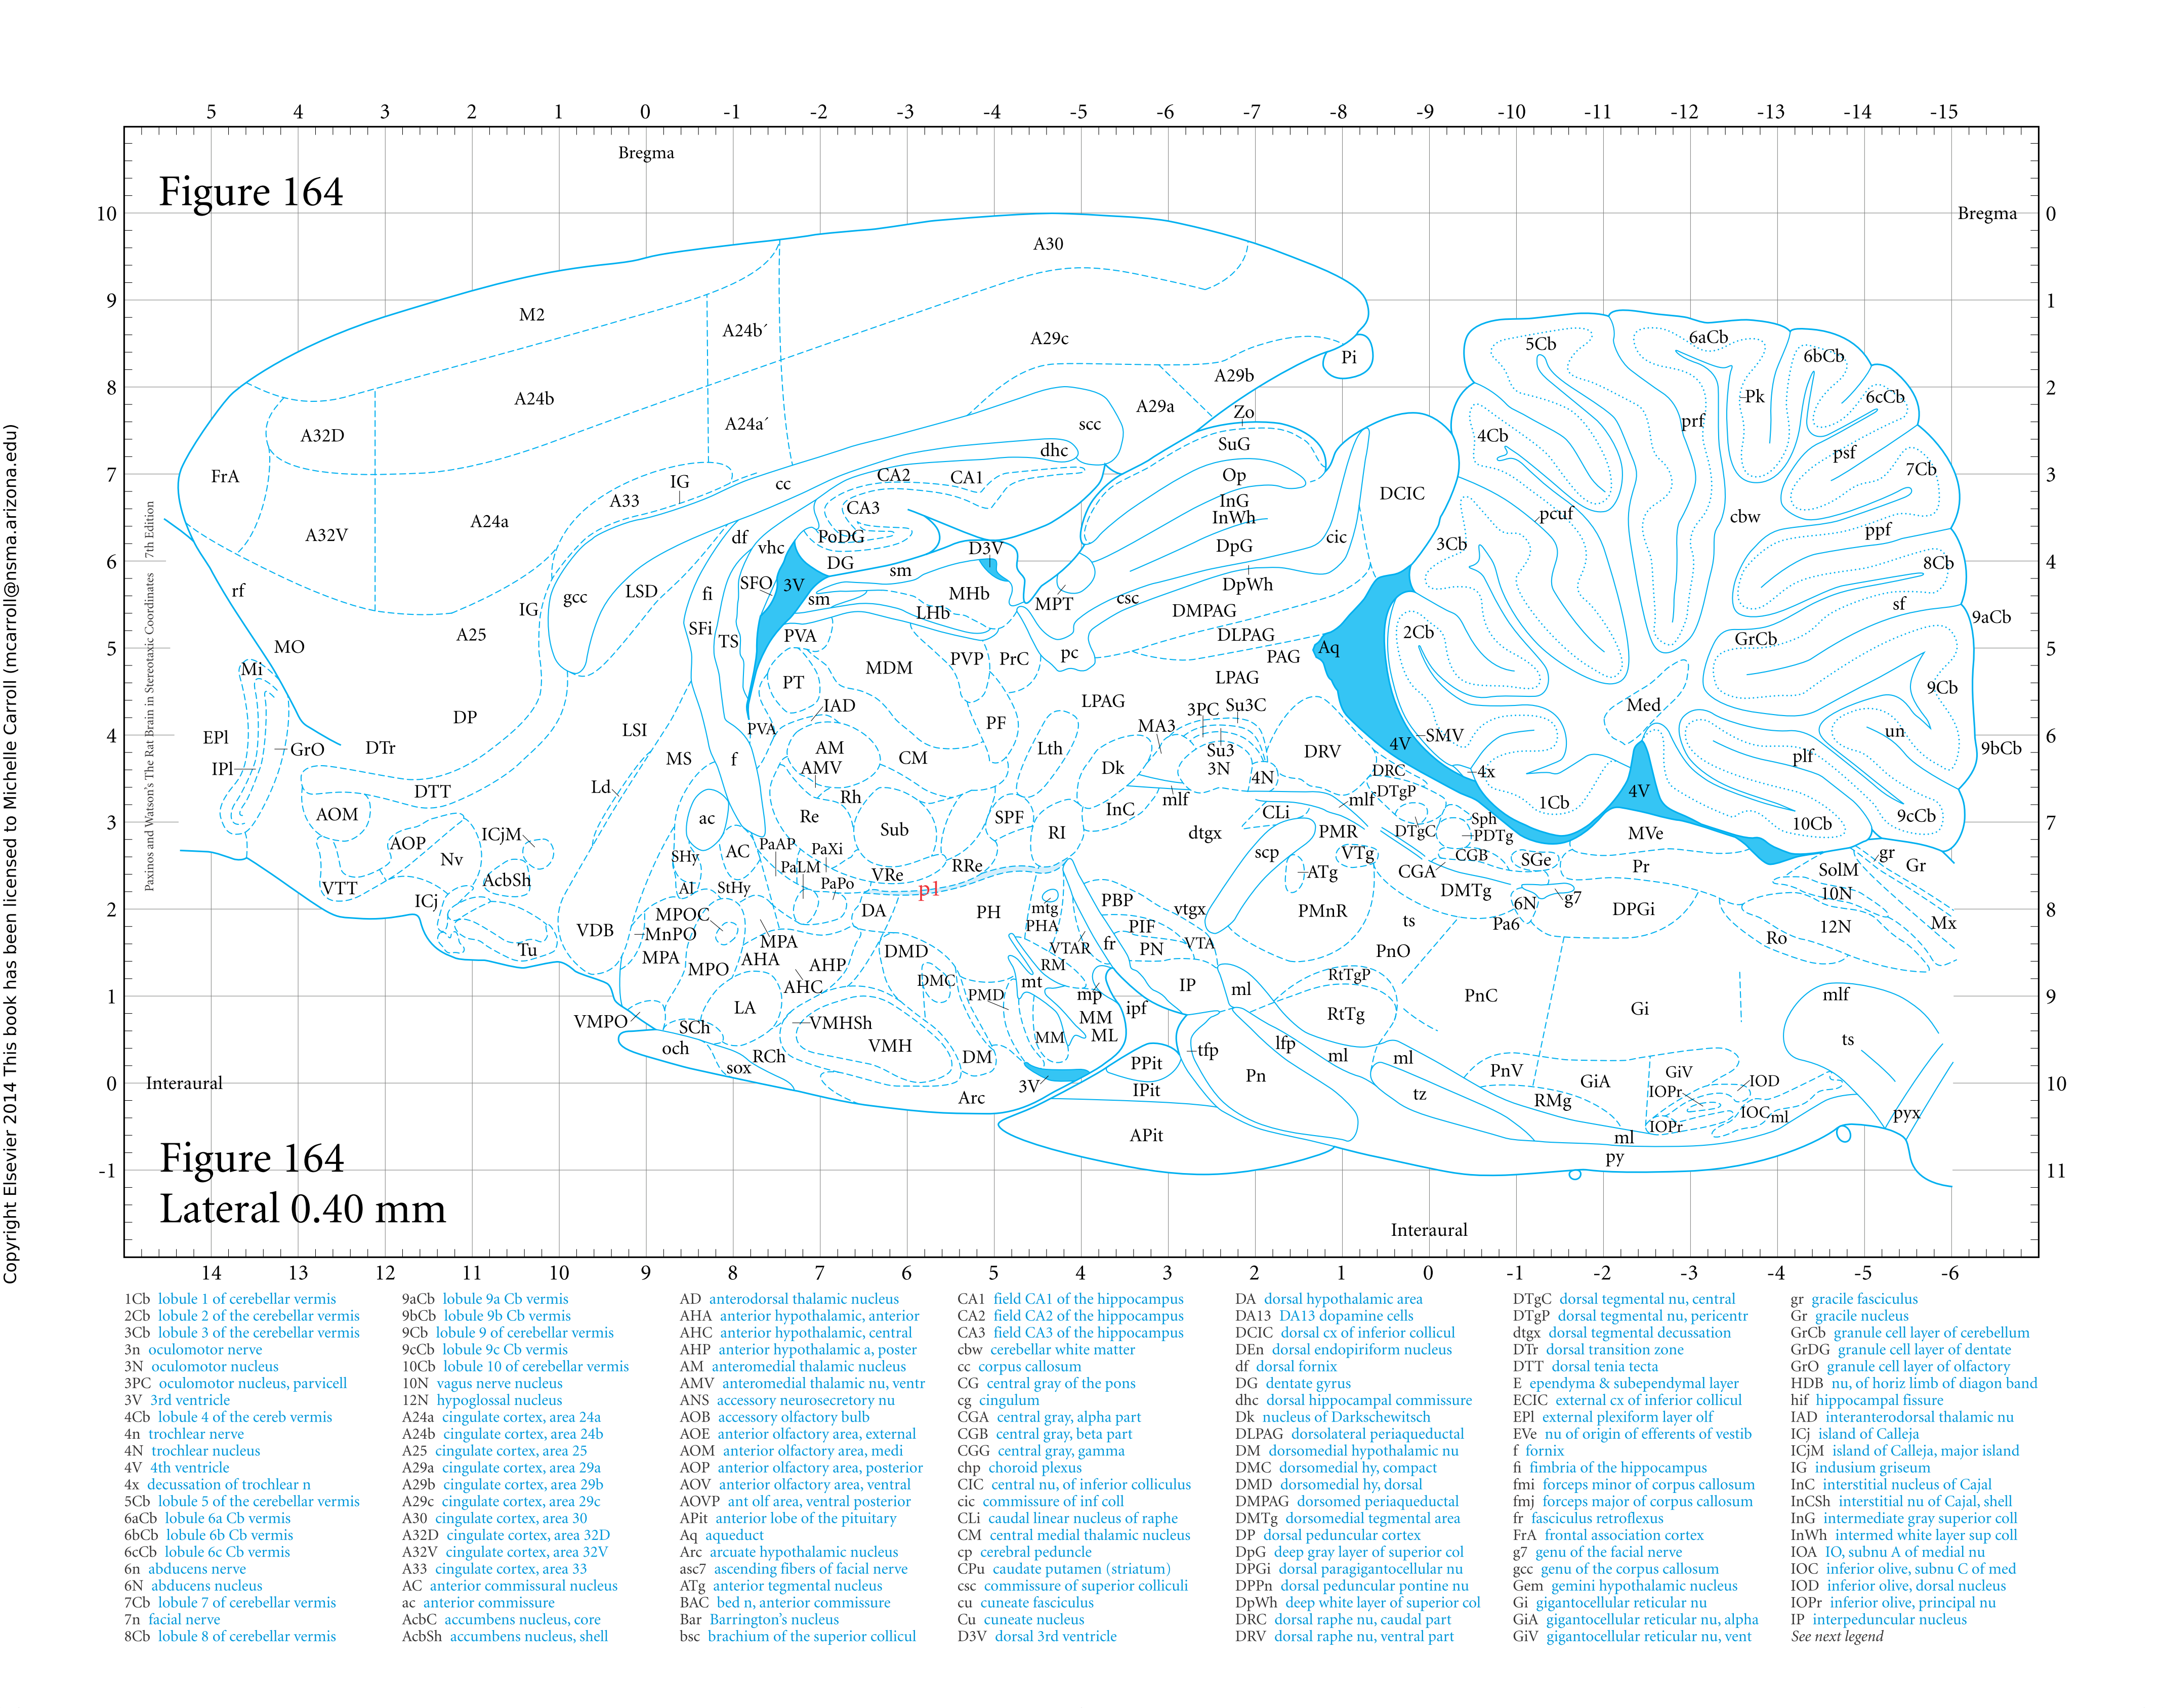 5 4 3 2 1 0 -1 -2 -3 -4 -5 -6 -7 -8 -9 -10 -11 -12 -13 -14 -15
Bregma
Figure 164
10 Bregma 0
A30
9 1
M2
A24b´
A29c
5Cb 6aCb
Pi 6bCb
8 A29b 2
A24b Pk 6cCb
A29a
Zo
A32D A24a´ scc prf
4Cb
SuG psf
dhc
7 FrA IG cc CA2 CA1 Op 7Cb 3
A33 DCIC
InG
CA3
A32V A24a InWh pcuf cbw
df PoDG cic ppf
vhc D3V DpG 3Cb
6 DG 8Cb 4
sm
rf LSD SFO 3V DpWh
gcc fi sm MHb MPT csc
IG LHb DMPAG sf
9aCb
A25 SFi TS PVA DLPAG 2Cb GrCb
MO
5 PVP PrC pc PAG Aq 5
Mi MDM
PT LPAG
9Cb
LPAG Med
DP IAD 3PC Su3C
EPl LSI PVA PF MA3 un
4 GrO DTr AM Lth Su3 DRV 4V SMV 9bCb 6
MS f CM plf
IPl AMV Dk 3N 4N DRC 4x
DTT Ld Rh mlf DTgP 4V
InC mlf 1Cb
AOM ac Re SPF CLi Sph 9cCb
3 ICjM Sub RI dtgx PMR DTgC PDTg MVe 10Cb 7
AOP PaAP PaXi scp VTg CGB gr
Nv SHy AC PaLM RRe ATg CGA SGe Pr SolM Gr
VTT AcbSh AI StHy PaPo VRe p1 DMTg 10N
ICj DA PH mtg PBP vtgx PMnR 6N g7 DPGi
2 MPOC PHA PIF ts Pa6 12N Mx 8
VDB MnPO MPA VTAR fr PN VTA PnO Ro
Tu MPA MPO AHA AHP DMD RM
DMC mt IP RtTgP
1 AHC PMD mp ml PnC mlf 9
LA MM ipf Gi
VMPO SCh VMHSh MM ML RtTg
och VMH ts
RCh DM tfp lfp ml ml
sox PPit Pn PnV GiV
0 Interaural 3V IPit tz GiA IOPr IOD 10
Arc RMg IOC ml pyx
APit IOPr
Figure 164 ml
-1 py 11
Lateral 0.40 mm
Interaural
14 13 12 11 10 9 8 7 6 5 4 3 2 1 0 -1 -2 -3 -4 -5 -6
Paxinos and Watson's The Rat Brain in Stereotaxic Coordinates 7th Edition
Copyright Elsevier 2014 This book has been licensed to Michelle Carroll (mcarroll@nsma.arizona.edu)
1Cb lobule 1 of cerebellar vermis
2Cb lobule 2 of the cerebellar vermis
3Cb lobule 3 of the cerebellar vermis
3n oculomotor nerve
3N oculomotor nucleus
3PC oculomotor nucleus, parvicell
3V 3rd ventricle
4Cb lobule 4 of the cereb vermis
4n trochlear nerve
4N trochlear nucleus
4V 4th ventricle
4x decussation of trochlear n
5Cb lobule 5 of the cerebellar vermis
6aCb lobule 6a Cb vermis
6bCb lobule 6b Cb vermis
6cCb lobule 6c Cb vermis
6n abducens nerve
6N abducens nucleus
7Cb lobule 7 of cerebellar vermis
7n facial nerve
8Cb lobule 8 of cerebellar vermis
9aCb lobule 9a Cb vermis
9bCb lobule 9b Cb vermis
9Cb lobule 9 of cerebellar vermis
9cCb lobule 9c Cb vermis
10Cb lobule 10 of cerebellar vermis
10N vagus nerve nucleus
12N hypoglossal nucleus
A24a cingulate cortex, area 24a
A24b cingulate cortex, area 24b
A25 cingulate cortex, area 25
A29a cingulate cortex, area 29a
A29b cingulate cortex, area 29b
A29c cingulate cortex, area 29c
A30 cingulate cortex, area 30
A32D cingulate cortex, area 32D
A32V cingulate cortex, area 32V
A33 cingulate cortex, area 33
AC anterior commissural nucleus
ac anterior commissure
AcbC accumbens nucleus, core
AcbSh accumbens nucleus, shell
AD anterodorsal thalamic nucleus
AHA anterior hypothalamic, anterior
AHC anterior hypothalamic, central
AHP anterior hypothalamic a, poster
AM anteromedial thalamic nucleus
AMV anteromedial thalamic nu, ventr
ANS accessory neurosecretory nu
AOB accessory olfactory bulb
AOE anterior olfactory area, external
AOM anterior olfactory area, medi
AOP anterior olfactory area, posterior
AOV anterior olfactory area, ventral
AOVP ant olf area, ventral posterior
APit anterior lobe of the pituitary
Aq aqueduct
Arc arcuate hypothalamic nucleus
asc7 ascending fibers of facial nerve
ATg anterior tegmental nucleus
BAC bed n, anterior commissure
Bar Barrington's nucleus
bsc brachium of the superior collicul
CA1 field CA1 of the hippocampus
CA2 field CA2 of the hippocampus
CA3 field CA3 of the hippocampus
cbw cerebellar white matter
cc corpus callosum
CG central gray of the pons
cg cingulum
CGA central gray, alpha part
CGB central gray, beta part
CGG central gray, gamma
chp choroid plexus
CIC central nu, of inferior colliculus
cic commissure of inf coll
CLi caudal linear nucleus of raphe
CM central medial thalamic nucleus
cp cerebral peduncle
CPu caudate putamen (striatum)
csc commissure of superior colliculi
cu cuneate fasciculus
Cu cuneate nucleus
D3V dorsal 3rd ventricle
DA dorsal hypothalamic area
DA13 DA13 dopamine cells
DCIC dorsal cx of inferior collicul
DEn dorsal endopiriform nucleus
df dorsal fornix
DG dentate gyrus
dhc dorsal hippocampal commissure
Dk nucleus of Darkschewitsch
DLPAG dorsolateral periaqueductal
DM dorsomedial hypothalamic nu
DMC dorsomedial hy, compact
DMD dorsomedial hy, dorsal
DMPAG dorsomed periaqueductal
DMTg dorsomedial tegmental area
DP dorsal peduncular cortex
DpG deep gray layer of superior col
DPGi dorsal paragigantocellular nu
DPPn dorsal peduncular pontine nu
DpWh deep white layer of superior col
DRC dorsal raphe nu, caudal part
DRV dorsal raphe nu, ventral part
DTgC dorsal tegmental nu, central
DTgP dorsal tegmental nu, pericentr
dtgx dorsal tegmental decussation
DTr dorsal transition zone
DTT dorsal tenia tecta
E ependyma & subependymal layer
ECIC external cx of inferior collicul
EPl external plexiform layer olf
EVe nu of origin of efferents of vestib
f fornix
fi fimbria of the hippocampus
fmi forceps minor of corpus callosum
fmj forceps major of corpus callosum
fr fasciculus retroflexus
FrA frontal association cortex
g7 genu of the facial nerve
gcc genu of the corpus callosum
Gem gemini hypothalamic nucleus
Gi gigantocellular reticular nu
GiA gigantocellular reticular nu, alpha
GiV gigantocellular reticular nu, vent
gr gracile fasciculus
Gr gracile nucleus
GrCb granule cell layer of cerebellum
GrDG granule cell layer of dentate
GrO granule cell layer of olfactory
HDB nu, of horiz limb of diagon band
hif hippocampal fissure
IAD interanterodorsal thalamic nu
ICj island of Calleja
ICjM island of Calleja, major island
IG indusium griseum
InC interstitial nucleus of Cajal
InCSh interstitial nu of Cajal, shell
InG intermediate gray superior coll
InWh intermed white layer sup coll
IOA IO, subnu A of medial nu
IOC inferior olive, subnu C of med
IOD inferior olive, dorsal nucleus
IOPr inferior olive, principal nu
IP interpeduncular nucleus
See next legend